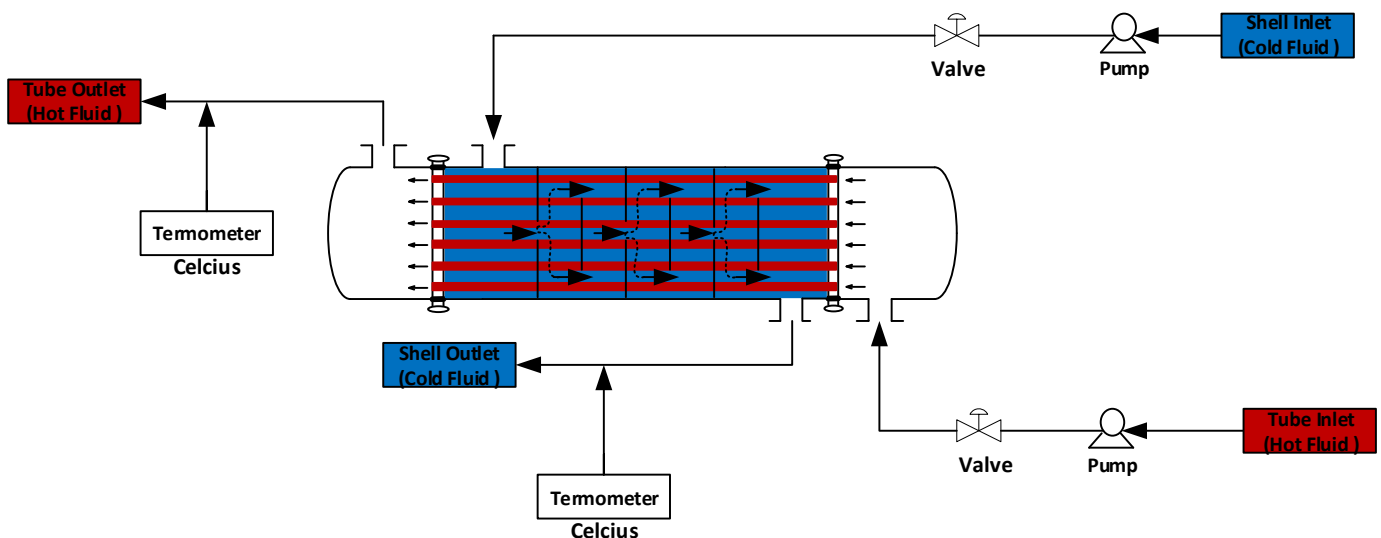 Shell Inlet
(Cold Fluid )
Valve
Pump
Tube Outlet
(Hot Fluid )
Termometer
Celcius
Shell Outlet
(Cold Fluid )
Tube Inlet
(Hot Fluid )
Valve
Pump
Termometer
Celcius